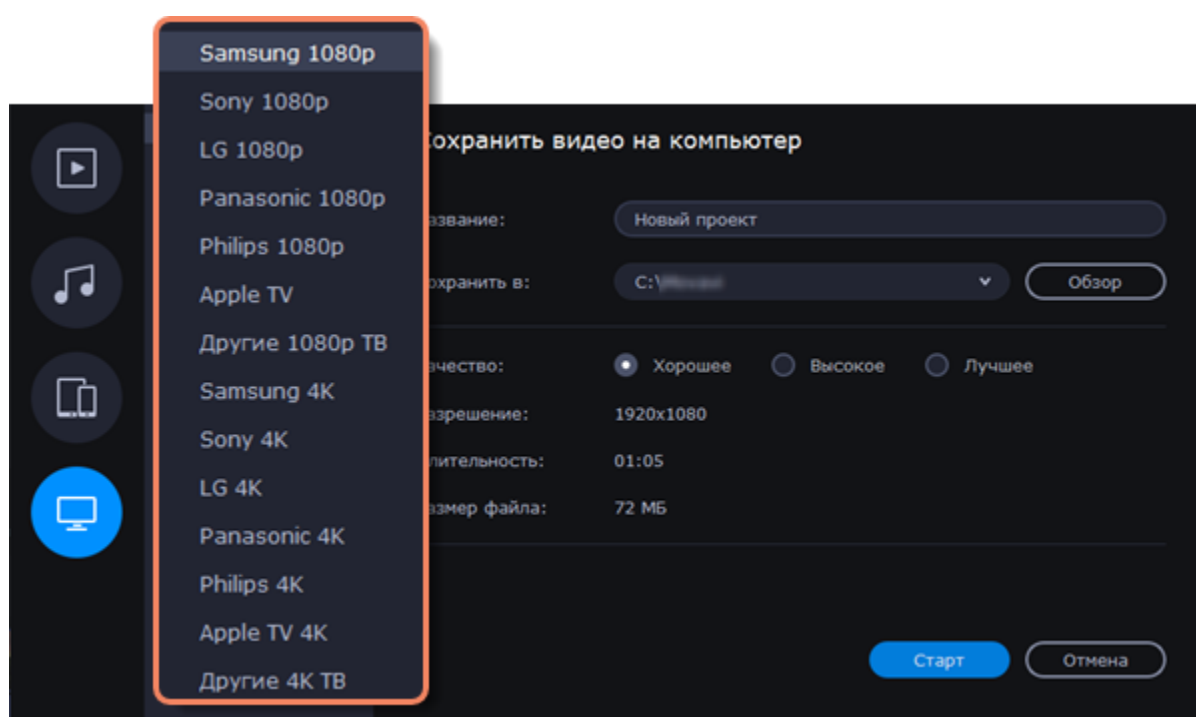 Samsung 1080p
Sony 1080p
LG 1080p
Panasonic 1080p
Philips 1080p
Apple TV
Другие 1080p ТВ
Samsung 4K
Sony 4K
LG 4K
Panasonic 4K
Philips 4K
Apple TV 4K
Другие 4K ТВ
охранить видео на компьютер
азвание: Новый проект
охранить в: C:\ Обзор
ачество: Хорошее Высокое Лучшее
азрешение: 1920x1080
лительность: 01:05
азмер файла: 72 МБ
Старт Отмена